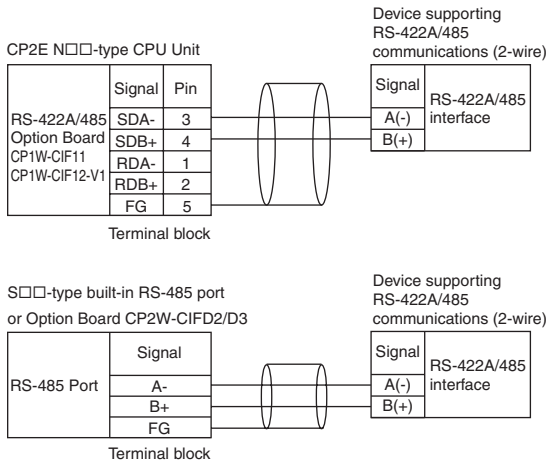 CP2E N□□-type CPU Unit
Device supporting
RS-422A/485
communications (2-wire)
RS-422A/485
Option Board
CP1W-CIF11
CP1W-CIF12-V1
Signal Pin
SDA- 3
SDB+ 4
RDA- 1
RDB+ 2
FG 5
Terminal block
Signal
A(-)
B(+)
RS-422A/485
interface
S□□-type built-in RS-485 port
or Option Board CP2W-CIFD2/D3
Device supporting
RS-422A/485
communications (2-wire)
RS-485 Port
Signal
A-
B+
FG
Terminal block
Signal
A(-)
B(+)
RS-422A/485
interface